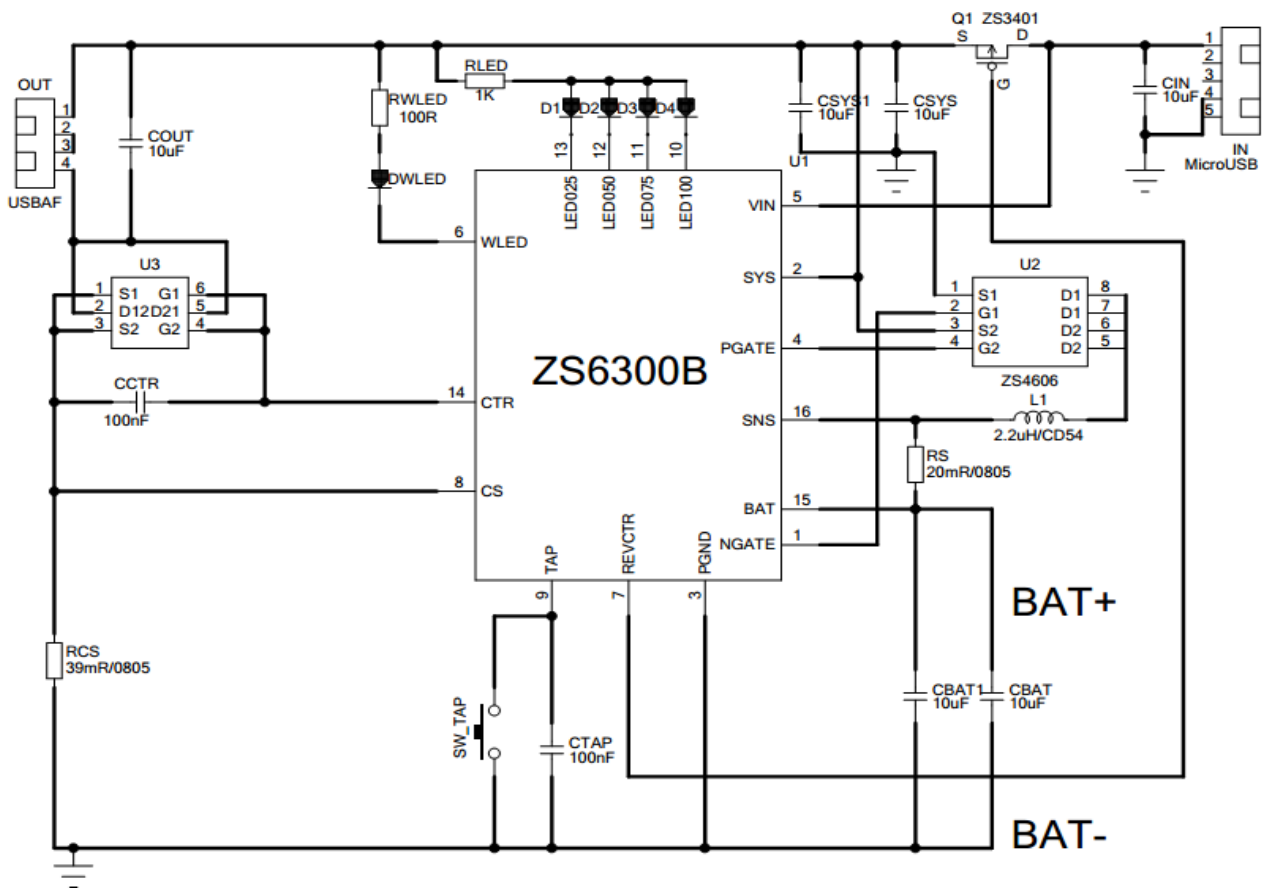 Q1 ZS3401
S D
G
OUT
1
2
3
4
USBAF
COUT
10uF
RWLED
100R
DWLED
RLED
1K
D1 D2 D3 D4
13 12 11 10
LED025 LED050 LED075 LED100
CSYS1
10uF
CSYS
10uF
CIN
10uF
1
2
3
4
5
IN
MicroUSB
U1
ZS6300B
6 WLED
14 CTR
8 CS
VIN 5
SYS 2
PGATE 4
SNS 16
BAT 15
NGATE 1
TAP
9
REVCTR
7
PGND
3
U3
1 S1 G1 6
2 D12 D21 5
3 S2 G2 4
CCTR
100nF
U2
1 S1 D1 8
2 G1 D1 7
3 S2 D2 6
4 G2 D2 5
ZS4606
L1
2.2uH/CD54
RS
20mR/0805
RCS
39mR/0805
SW_TAP
CTAP
100nF
CBAT1
10uF
CBAT
10uF
BAT+
BAT-